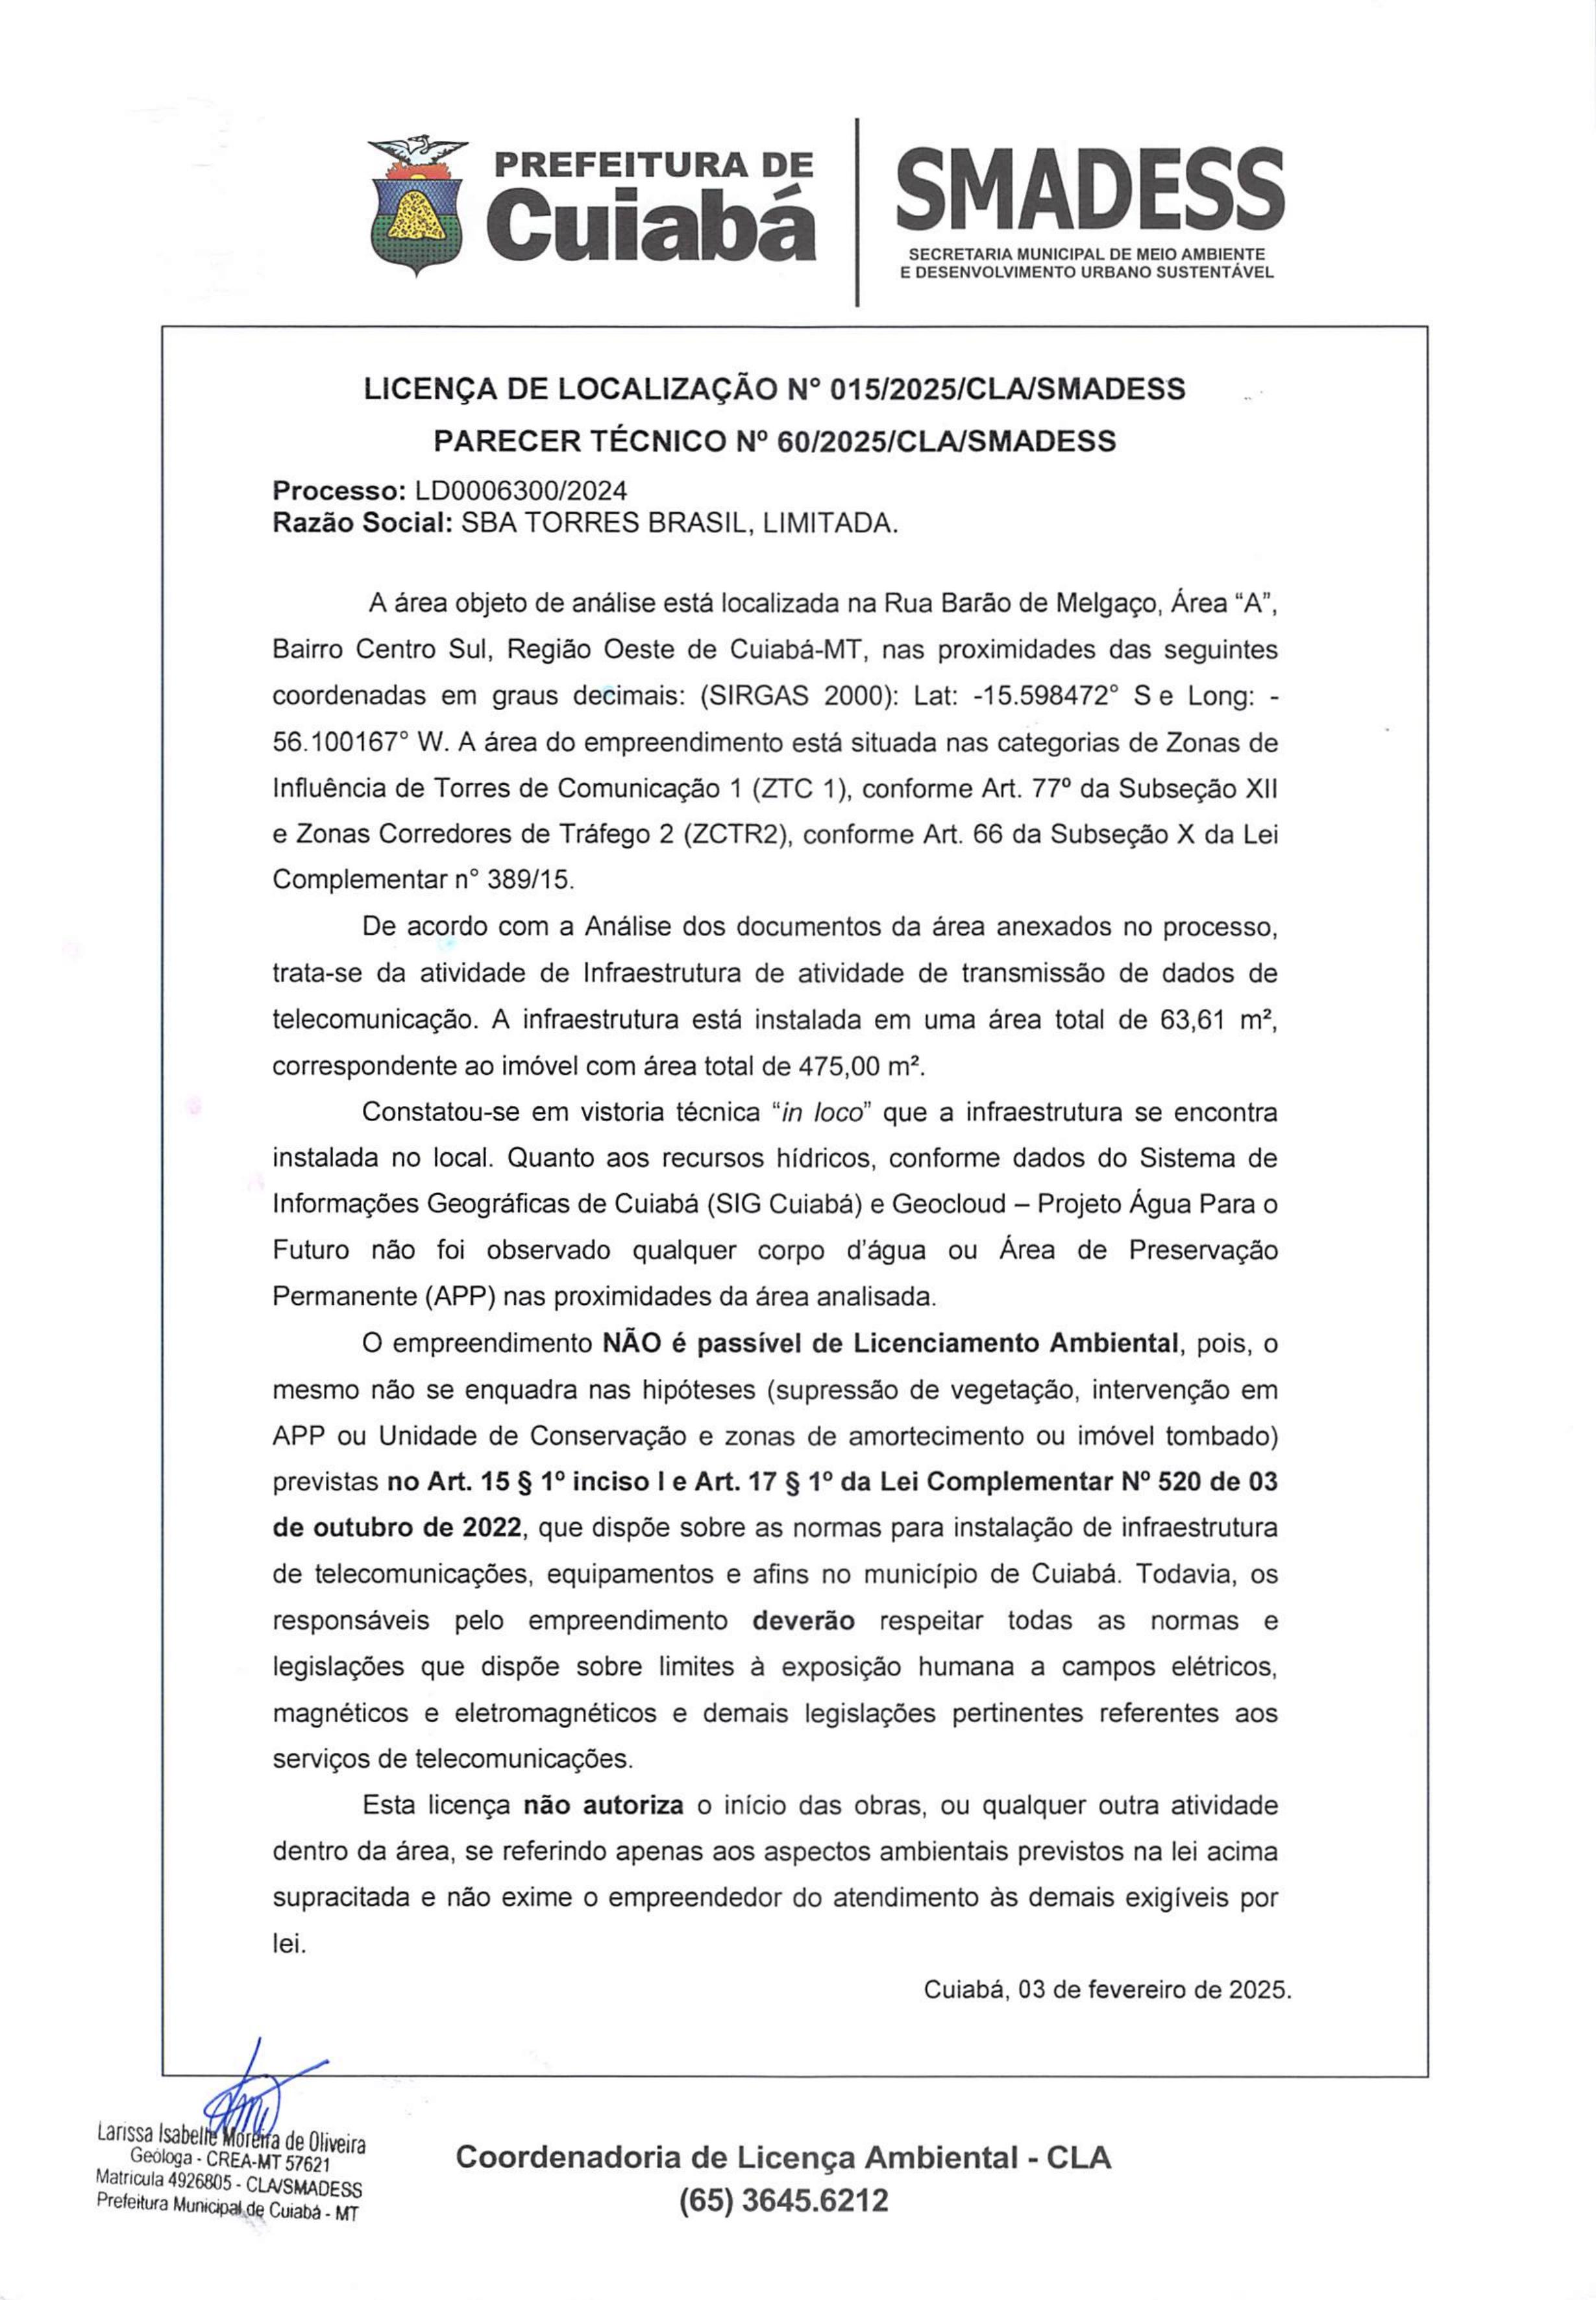 PREFEITURA DE
Cuiabá
SMADESS
SECRETARIA MUNICIPAL DE MEIO AMBIENTE
E DESENVOLVIMENTO URBANO SUSTENTÁVEL
LICENÇA DE LOCALIZAÇÃO N° 015/2025/CLA/SMADESS
PARECER TÉCNICO Nº 60/2025/CLA/SMADESS
Processo: LD0006300/2024
Razão Social: SBA TORRES BRASIL, LIMITADA.
A área objeto de análise está localizada na Rua Barão de Melgaço, Área “A”,
Bairro Centro Sul, Região Oeste de Cuiabá-MT, nas proximidades das seguintes
coordenadas em graus decimais: (SIRGAS 2000): Lat: -15.598472° S e Long: -
56.100167° W. A área do empreendimento está situada nas categorias de Zonas de
Influência de Torres de Comunicação 1 (ZTC 1), conforme Art. 77º da Subseção XII
e Zonas Corredores de Tráfego 2 (ZCTR2), conforme Art. 66 da Subseção X da Lei
Complementar n° 389/15.
De acordo com a Análise dos documentos da área anexados no processo,
trata-se da atividade de Infraestrutura de atividade de transmissão de dados de
telecomunicação. A infraestrutura está instalada em uma área total de 63,61 m²,
correspondente ao imóvel com área total de 475,00 m².
Constatou-se em vistoria técnica “in loco” que a infraestrutura se encontra
instalada no local. Quanto aos recursos hídricos, conforme dados do Sistema de
Informações Geográficas de Cuiabá (SIG Cuiabá) e Geocloud – Projeto Água Para o
Futuro não foi observado qualquer corpo d’água ou Área de Preservação
Permanente (APP) nas proximidades da área analisada.
O empreendimento NÃO é passível de Licenciamento Ambiental, pois, o
mesmo não se enquadra nas hipóteses (supressão de vegetação, intervenção em
APP ou Unidade de Conservação e zonas de amortecimento ou imóvel tombado)
previstas no Art. 15 § 1º inciso I e Art. 17 § 1º da Lei Complementar Nº 520 de 03
de outubro de 2022, que dispõe sobre as normas para instalação de infraestrutura
de telecomunicações, equipamentos e afins no município de Cuiabá. Todavia, os
responsáveis pelo empreendimento deverão respeitar todas as normas e
legislações que dispõe sobre limites à exposição humana a campos elétricos,
magnéticos e eletromagnéticos e demais legislações pertinentes referentes aos
serviços de telecomunicações.
Esta licença não autoriza o início das obras, ou qualquer outra atividade
dentro da área, se referindo apenas aos aspectos ambientais previstos na lei acima
supracitada e não exime o empreendedor do atendimento às demais exigíveis por
lei.
Cuiabá, 03 de fevereiro de 2025.
Larissa Isabelle Moreira de Oliveira
Geóloga - CREA-MT 57621
Matricula 4926805 - CLA/SMADESS
Prefeitura Municipal de Cuiabá - MT
Coordenadoria de Licença Ambiental - CLA
(65) 3645.6212